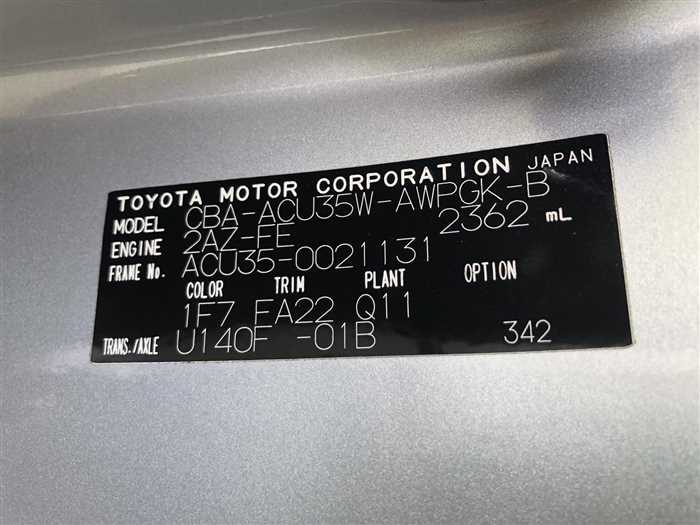 TOYOTA MOTOR CORPORATION JAPAN
MODEL CBA-ACU35W-AWPGK-B
ENGINE 2AZ-FE 2362 mL
FRAME No. ACU35-0021131
COLOR TRIM PLANT OPTION
1F7 FA22 Q11
TRANS./AXLE U140F -01B 342